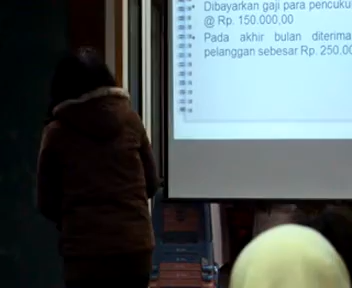 Dibayarkan gaji para pencuku
@ Rp. 150.000,00
Pada akhir bulan diterima
pelanggan sebesar Rp. 250.00